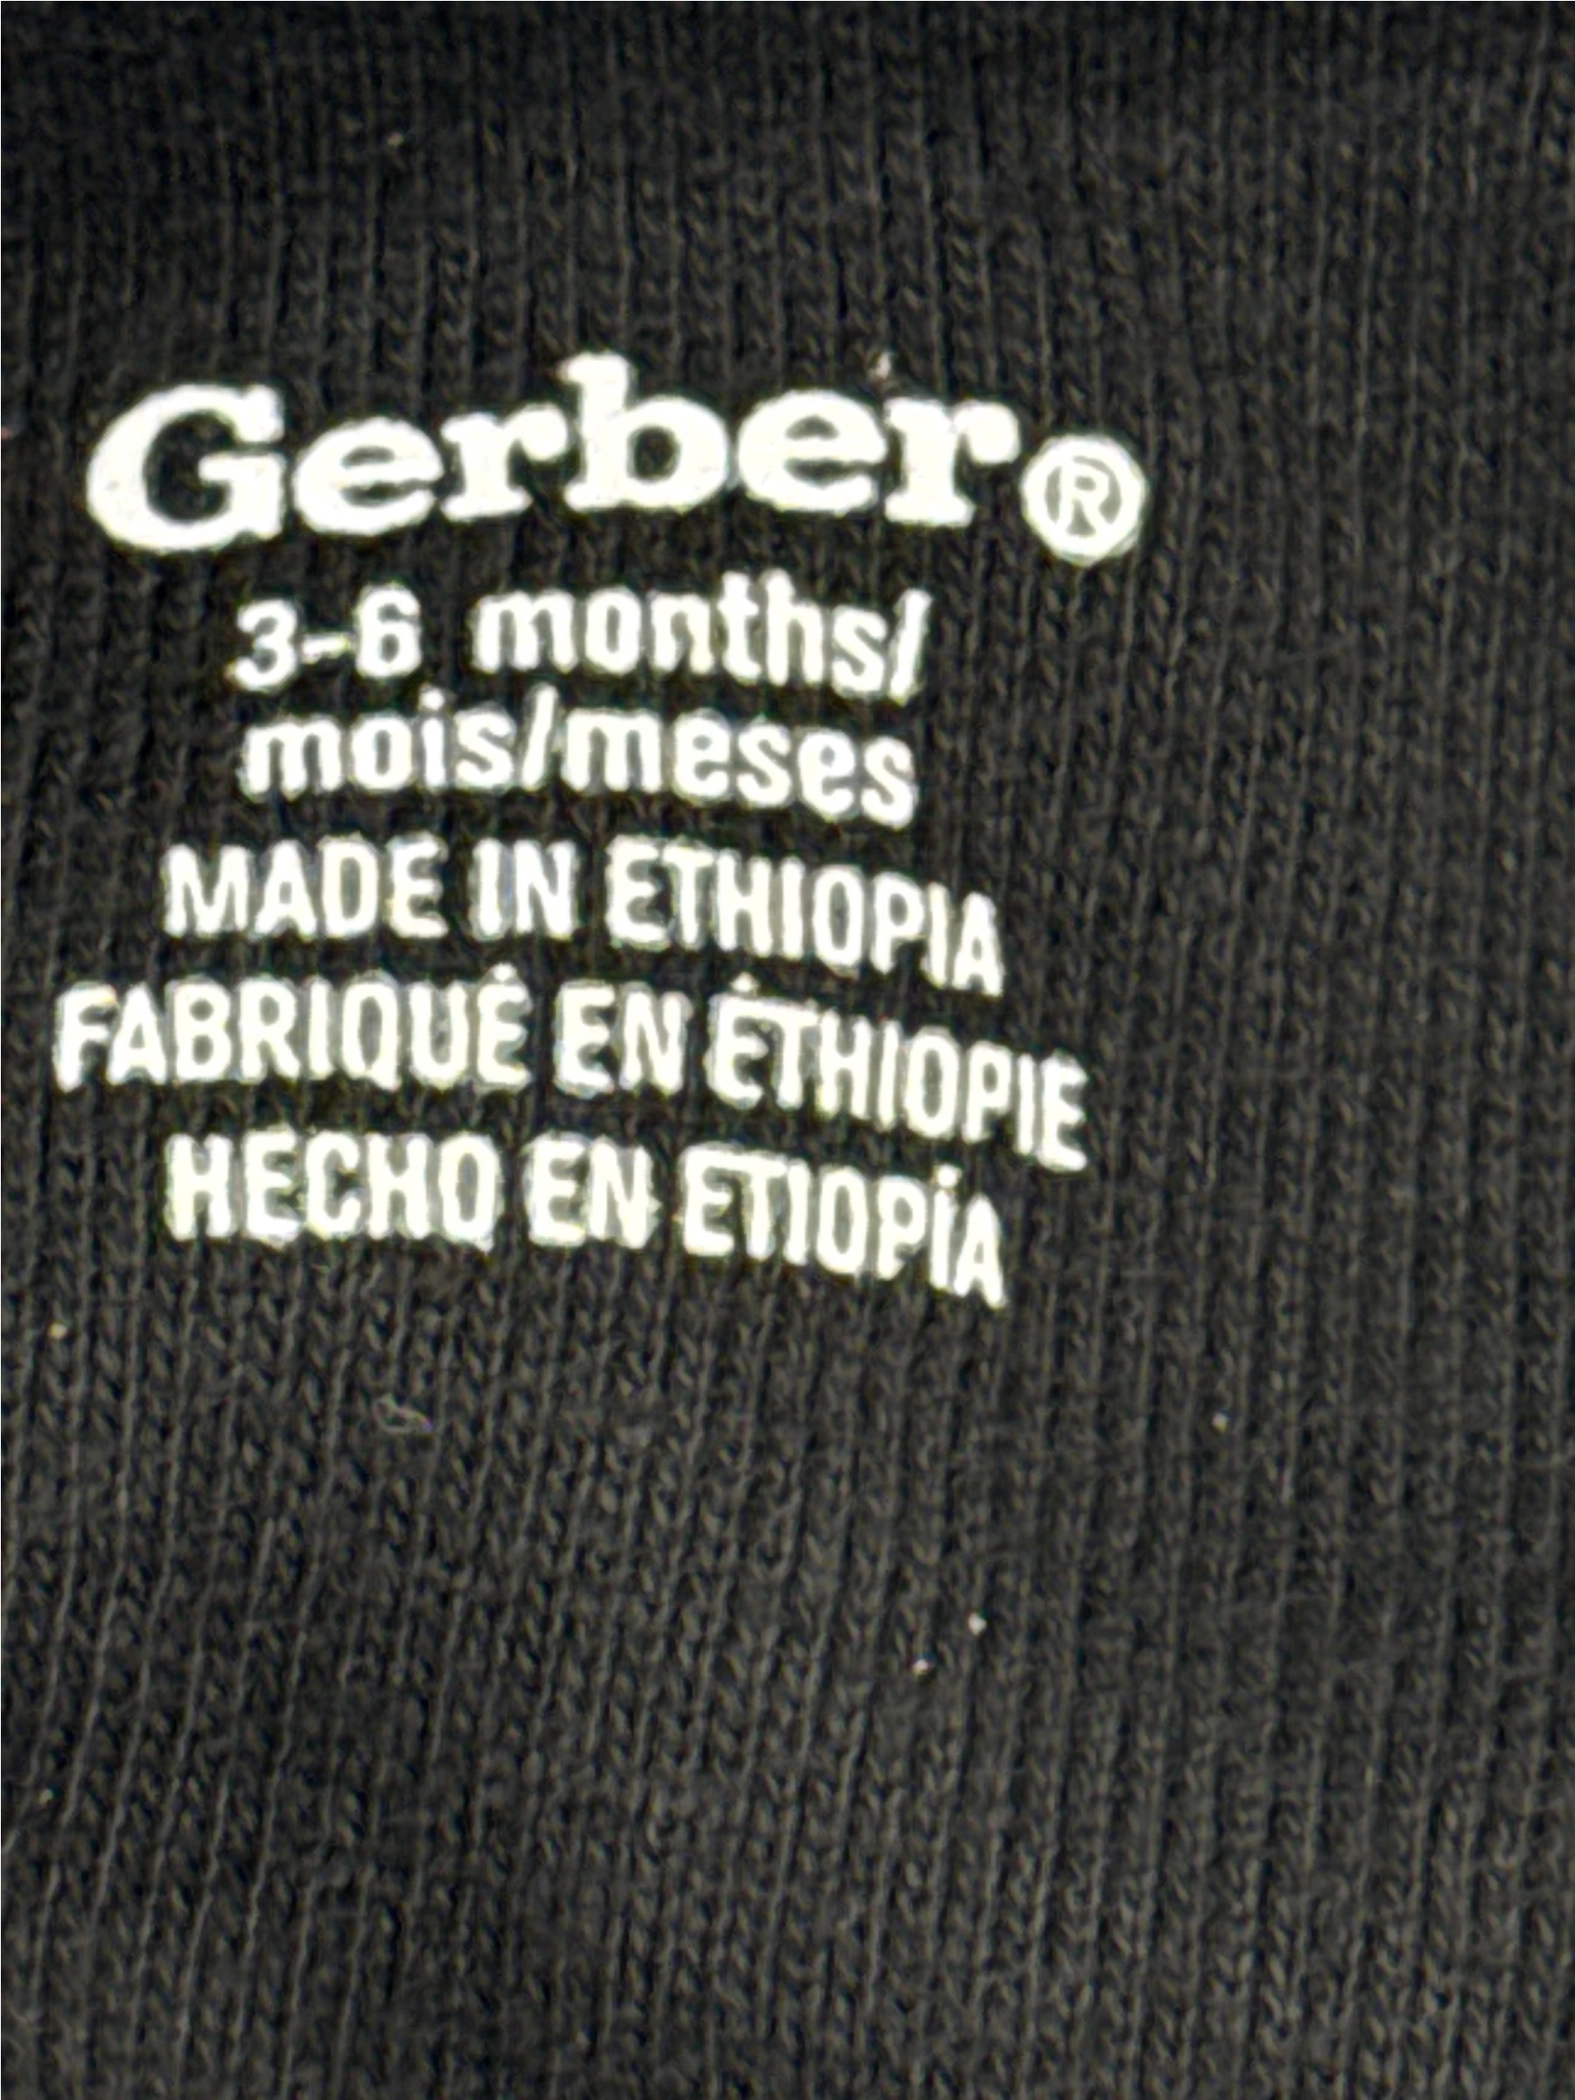 Gerber®
3-6 months/
mois/meses
MADE IN ETHIOPIA
FABRIQUÉ EN ÉTHIOPIE
HECHO EN ETIOPÍA